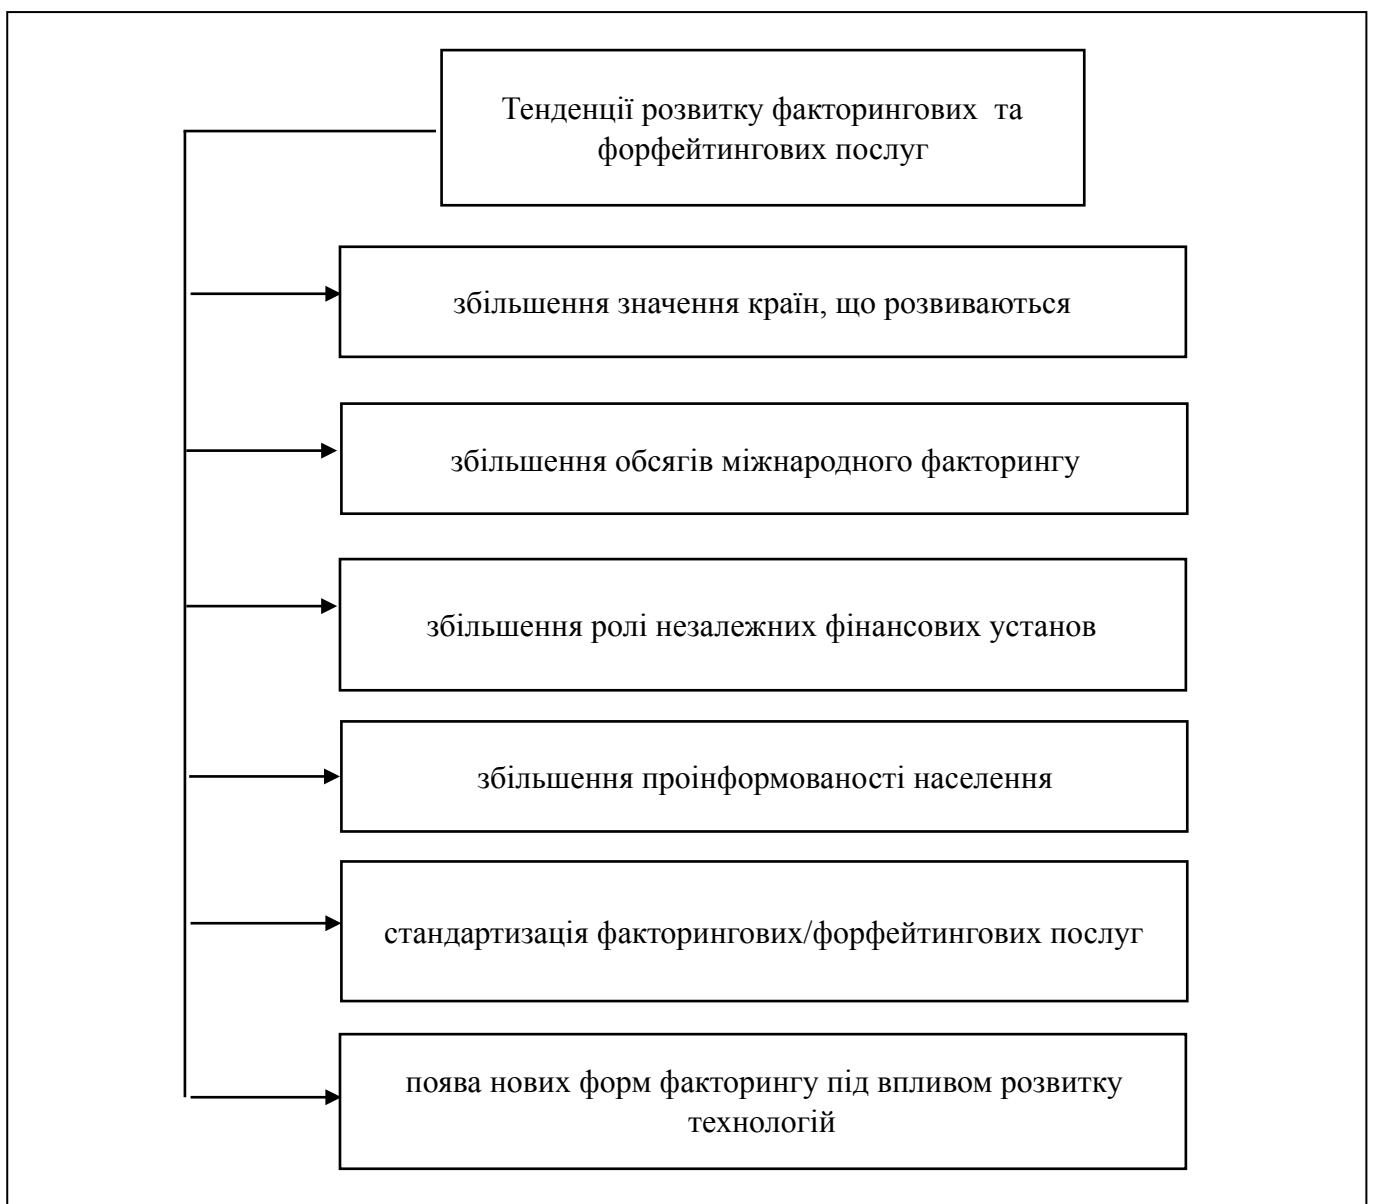 Тенденції розвитку факторингових та
форфейтингових послуг
збільшення значення країн, що розвиваються
збільшення обсягів міжнародного факторингу
збільшення ролі незалежних фінансових установ
збільшення проінформованості населення
стандартизація факторингових/форфейтингових послуг
поява нових форм факторингу під впливом розвитку
технологій